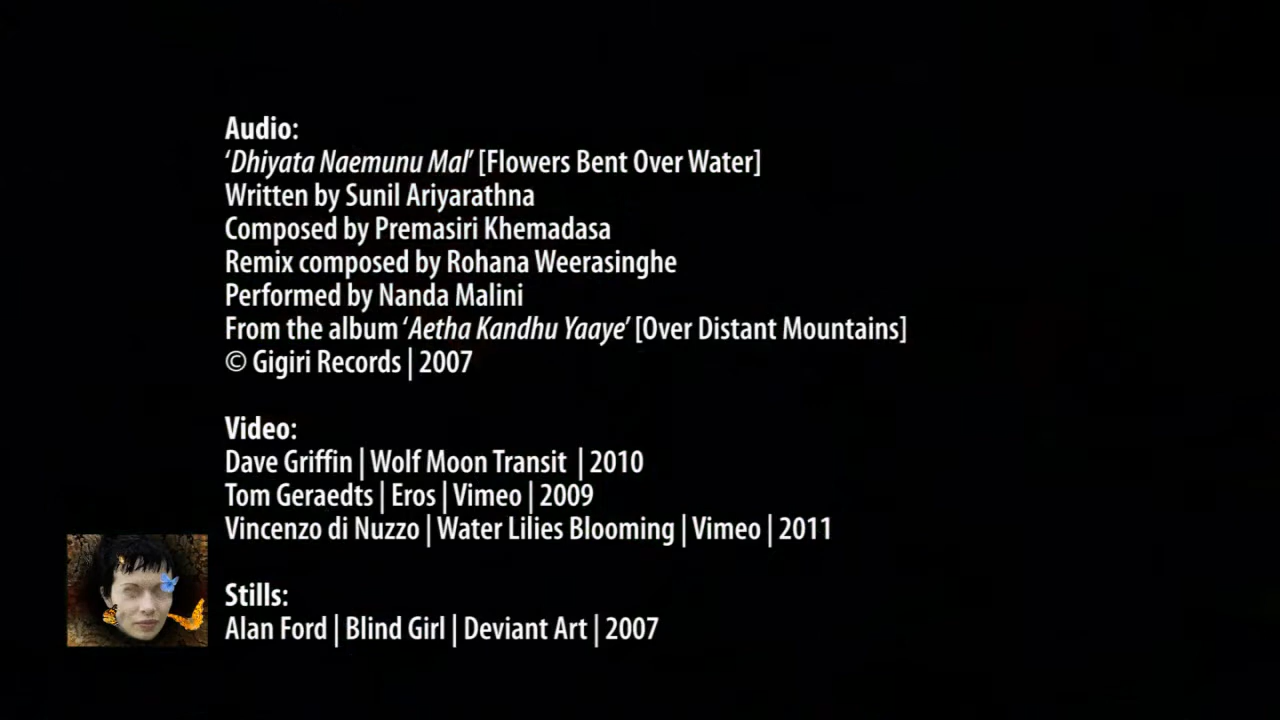 Audio:
‘Dhiyata Naemunu Mal’ [Flowers Bent Over Water]
Written by Sunil Ariyarathna
Composed by Premasiri Khemadasa
Remix composed by Rohana Weerasinghe
Performed by Nanda Malini
From the album ‘Aetha Kandhu Yaaye’ [Over Distant Mountains]
© Gigiri Records | 2007
Video:
Dave Griffin | Wolf Moon Transit | 2010
Tom Geraedts | Eros | Vimeo | 2009
Vincenzo di Nuzzo | Water Lilies Blooming | Vimeo | 2011
Stills:
Alan Ford | Blind Girl | Deviant Art | 2007